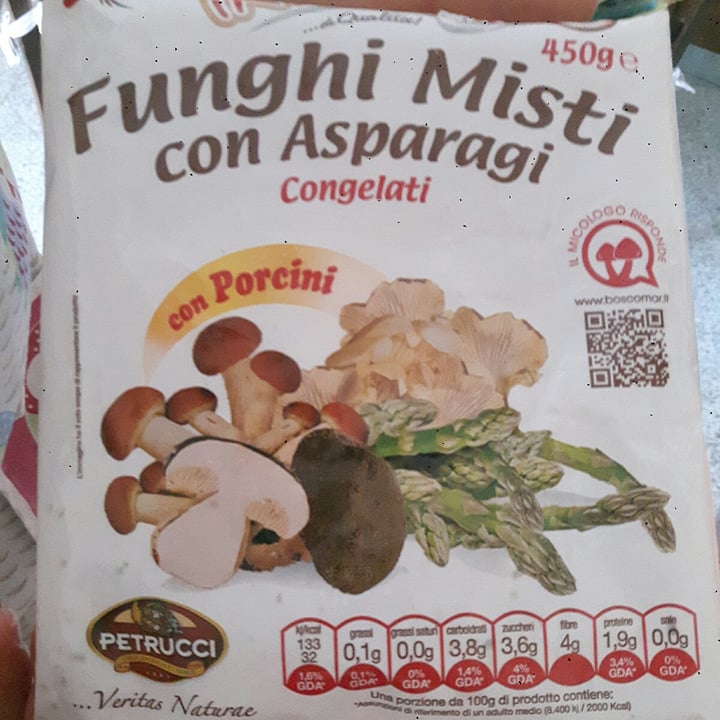 ...di Qualità!
450g e
Funghi Misti
con Asparagi
Congelati
IL MICOLOGO RISPONDE
www.boscomar.it
con Porcini
PETRUCCI
...Veritas Naturae
kj/kcal grassi grassi saturi carboidrati zuccheri fibre proteine sale
133 32 0,1g 0,0g 3,8g 3,6g 4g 1,9g 0,0g
1,6% GDA* 0,1% GDA* 0% GDA* 1,4% GDA* 4% GDA* 3,4% GDA* 0% GDA*
Una porzione da 100g di prodotto contiene:
*Assunzioni di riferimento di un adulto medio (8.400 kj / 2000 Kcal)